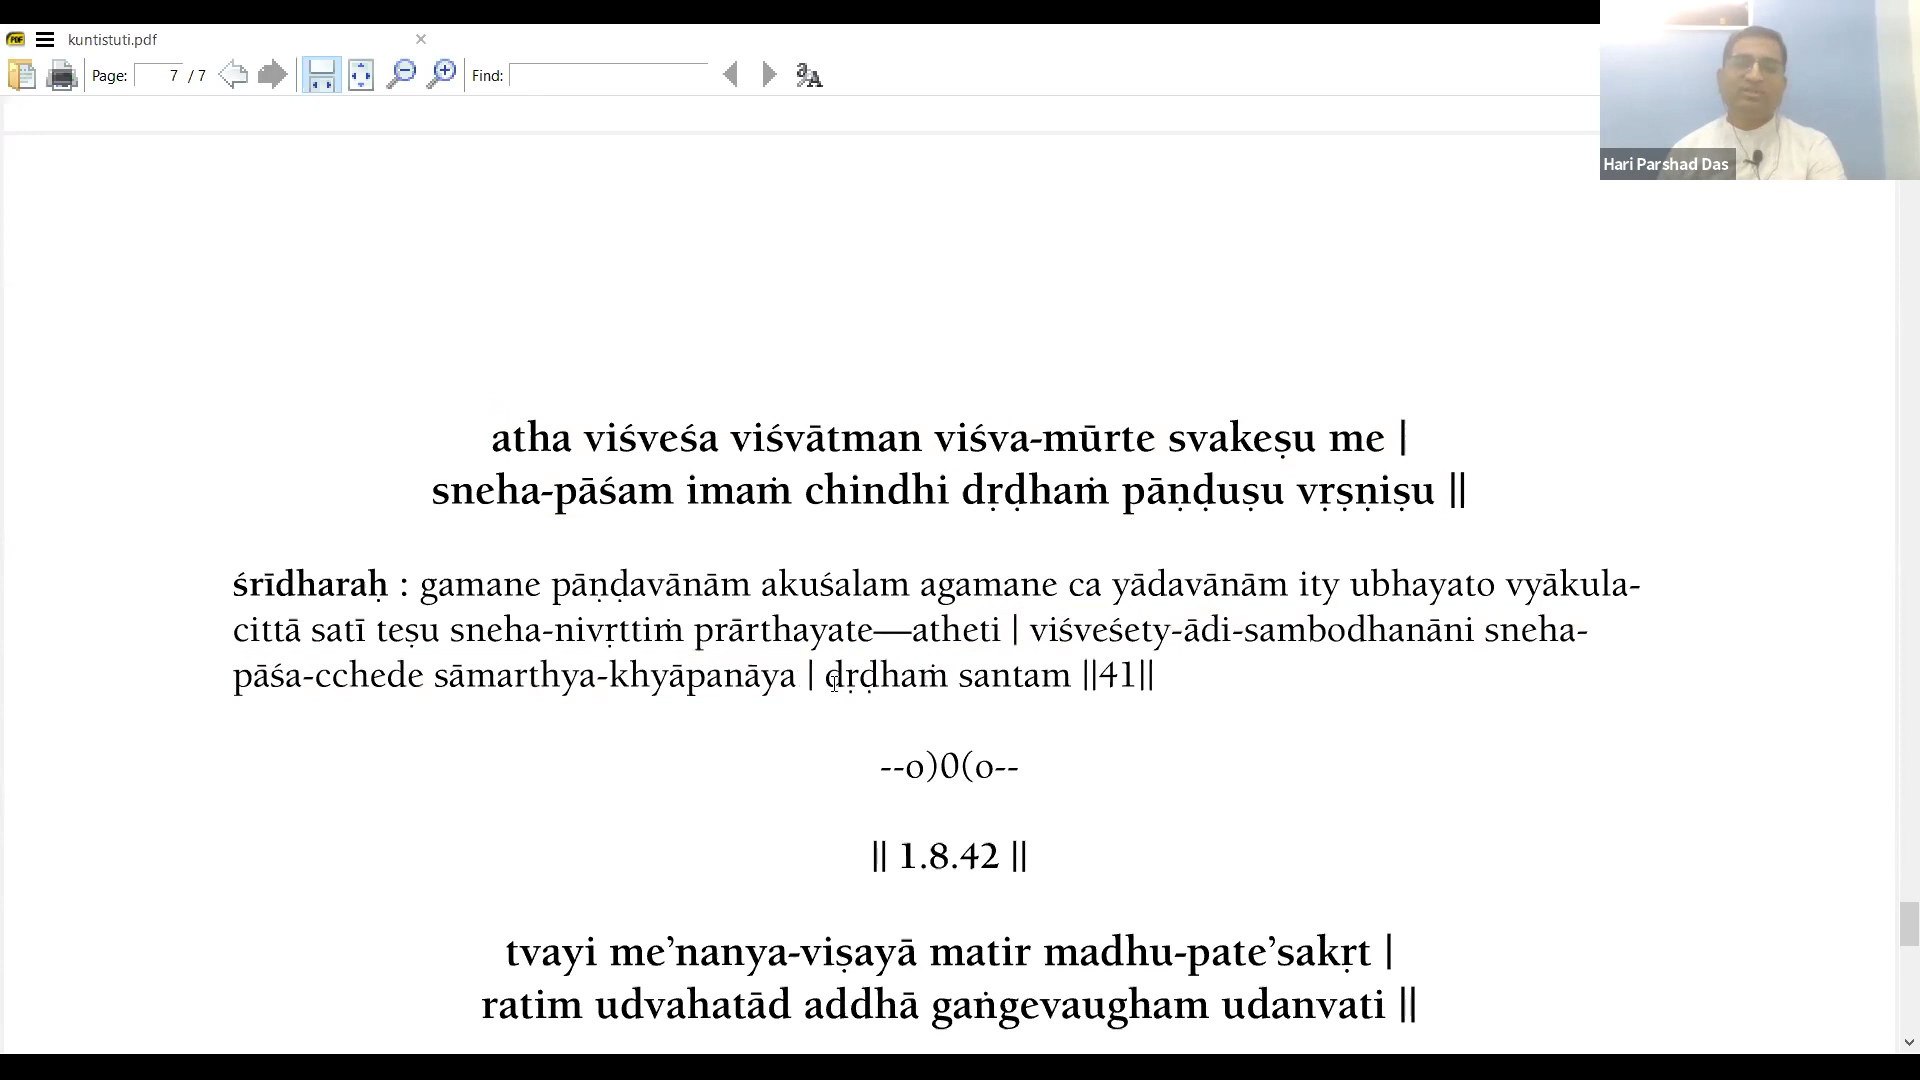 kuntistuti.pdf
Page: 7 / 7 Find:
Hari Parshad Das
atha viśveśa viśvātman viśva-mūrte svakeṣu me |
sneha-pāśam imaṁ chindhi dṛḍhaṁ pāṇḍuṣu vṛṣṇiṣu ||
śrīdharaḥ : gamane pāṇḍavānām akuśalam agamane ca yādavānām ity ubhayato vyākula-
cittā satī teṣu sneha-nivṛttiṁ prārthayate—atheti | viśveśety-ādi-sambodhanāni sneha-
pāśa-cchede sāmarthya-khyāpanāya | dṛḍhaṁ santam ||41||
--o)0(o--
|| 1.8.42 ||
tvayi me’nanya-viṣayā matir madhu-pate’sakṛt |
ratim udvahatād addhā gaṅgevaugham udanvati ||